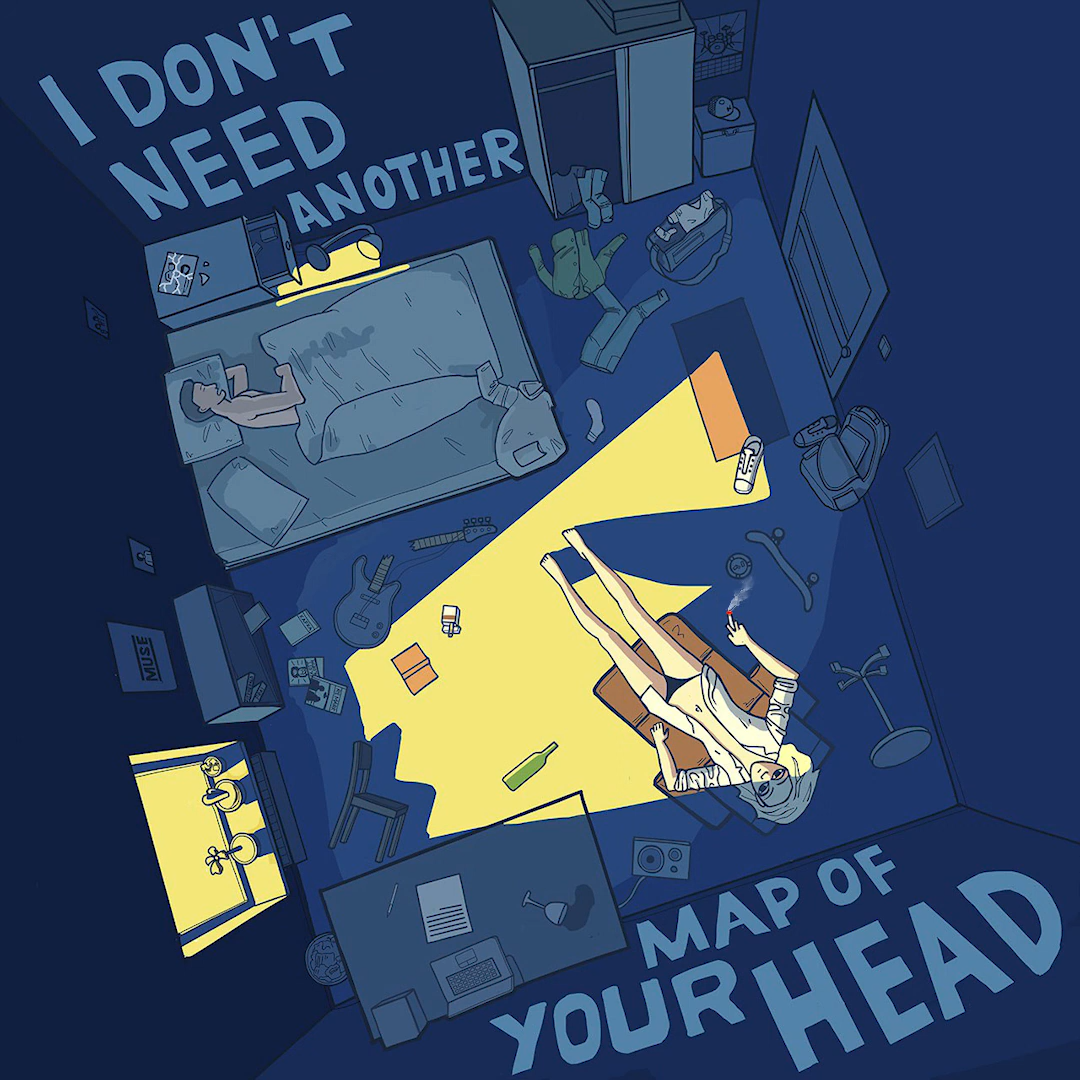 I DON'T
NEED
ANOTHER
MUSE
MAP OF
YOUR HEAD